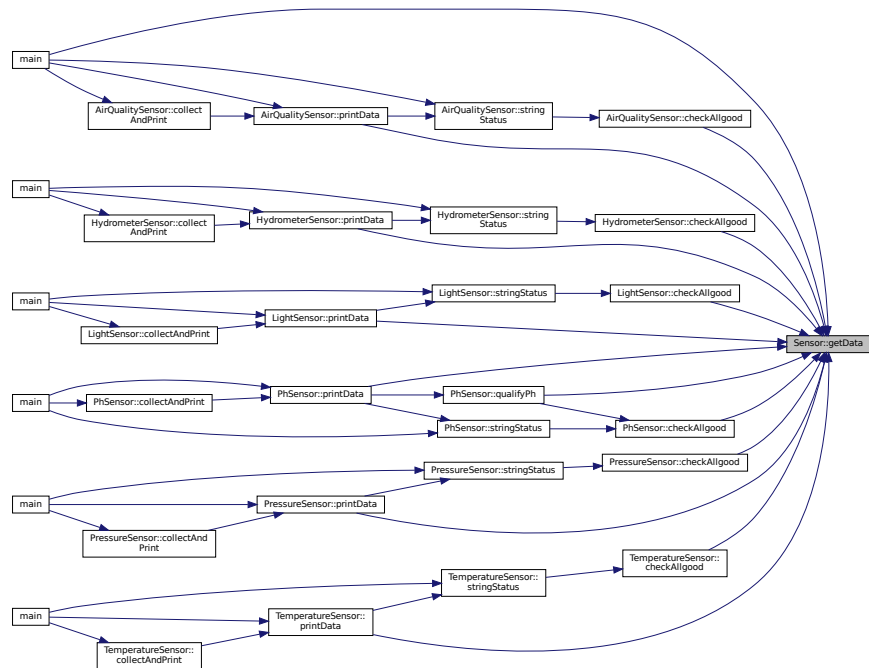 main
AirQualitySensor::collect
AndPrint
AirQualitySensor::printData
AirQualitySensor::string
Status
AirQualitySensor::checkAllgood
main
HydrometerSensor::collect
AndPrint
HydrometerSensor::printData
HydrometerSensor::string
Status
HydrometerSensor::checkAllgood
main
LightSensor::collectAndPrint
LightSensor::printData
LightSensor::stringStatus
LightSensor::checkAllgood
Sensor::getData
main
PhSensor::collectAndPrint
PhSensor::printData
PhSensor::qualifyPh
PhSensor::stringStatus
PhSensor::checkAllgood
main
PressureSensor::collectAnd
Print
PressureSensor::printData
PressureSensor::stringStatus
PressureSensor::checkAllgood
main
TemperatureSensor::
collectAndPrint
TemperatureSensor::
printData
TemperatureSensor::
stringStatus
TemperatureSensor::
checkAllgood